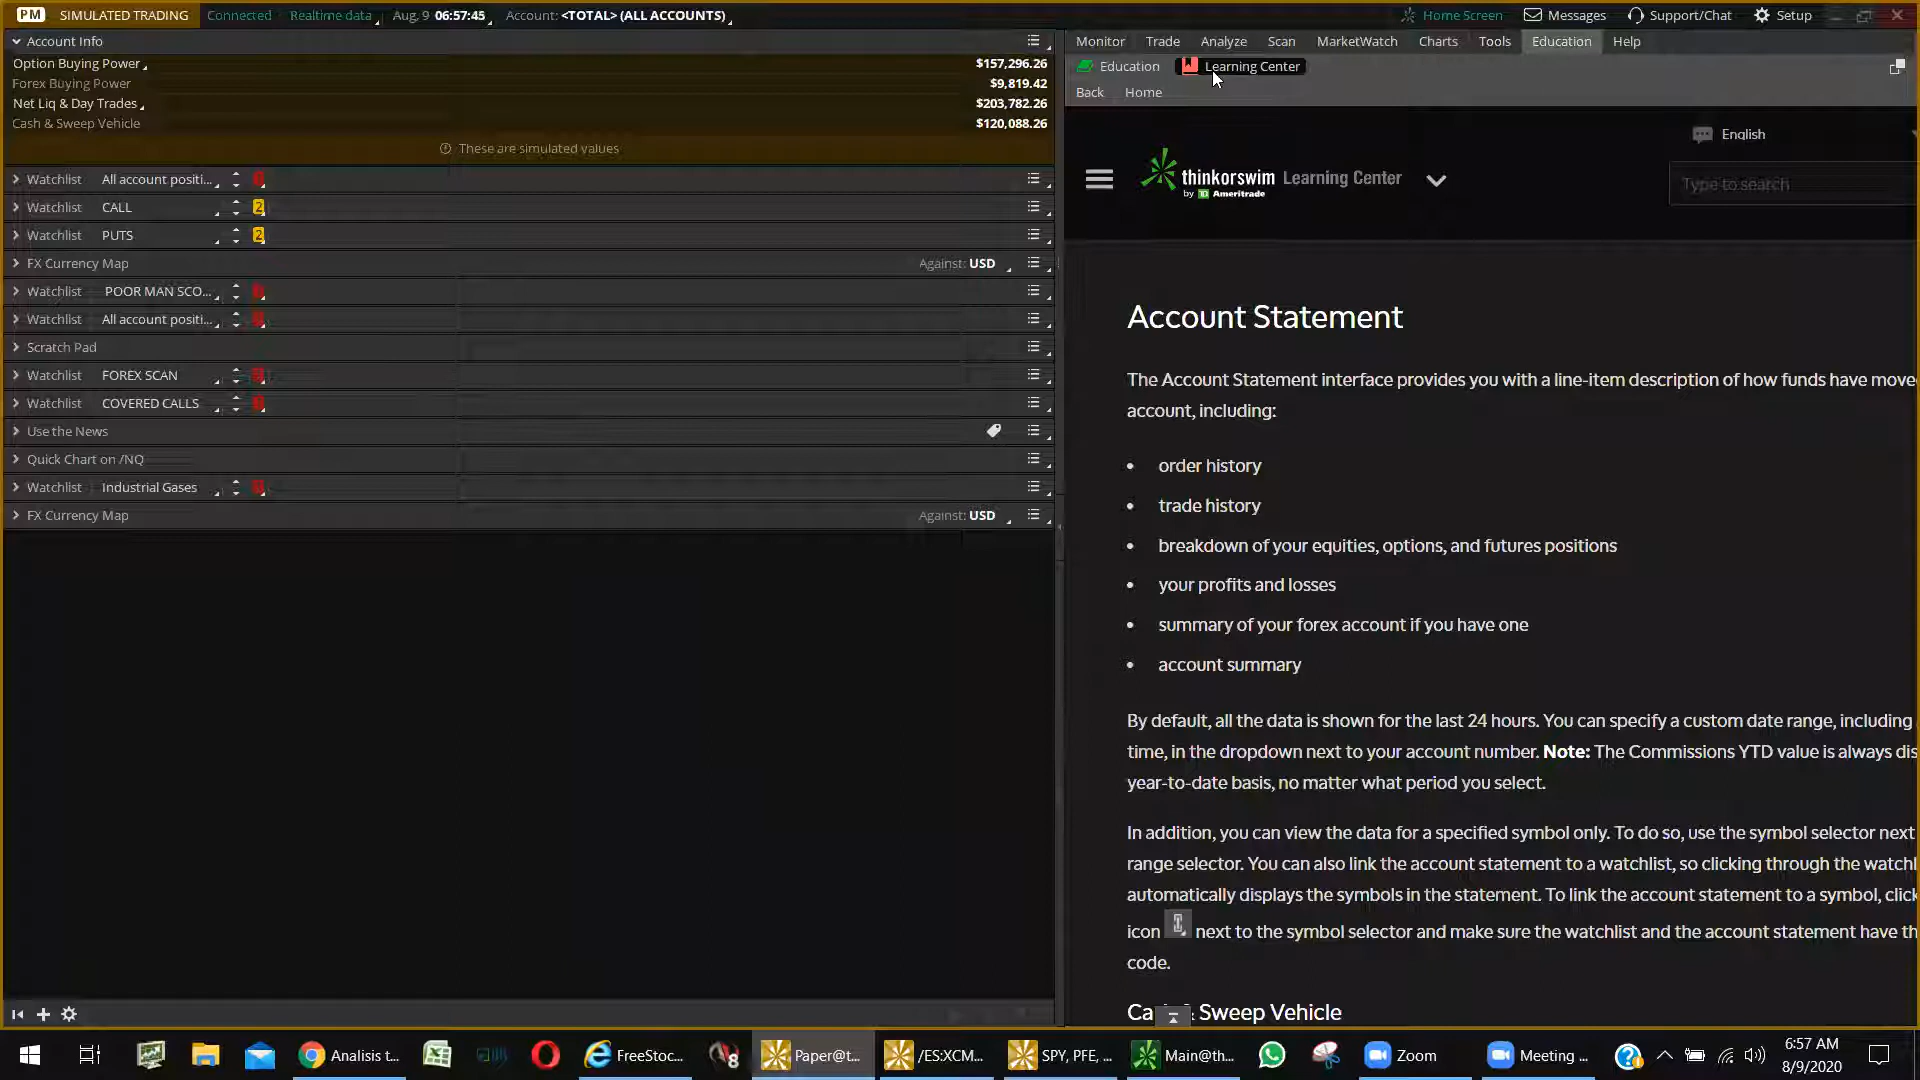 PM SIMULATED TRADING Connected Realtime data Aug, 9 06:57:45 Account: <TOTAL> (ALL ACCOUNTS) Home Screen Messages Support/Chat Setup
Account Info
Option Buying Power $157,296.26
Forex Buying Power $9,819.42
Net Liq & Day Trades $203,782.26
Cash & Sweep Vehicle $120,088.26
These are simulated values
Watchlist All account positi...
Watchlist CALL 2
Watchlist PUTS 2
FX Currency Map Against: USD
Watchlist POOR MAN SCO...
Watchlist All account positi...
Scratch Pad
Watchlist FOREX SCAN
Watchlist COVERED CALLS
Use the News
Quick Chart on /NQ
Watchlist Industrial Gases
FX Currency Map Against: USD
Monitor Trade Analyze Scan MarketWatch Charts Tools Education Help
Education Learning Center
Back Home
English
thinkorswim Learning Center
by TD Ameritrade
Type to search
Account Statement
The Account Statement interface provides you with a line-item description of how funds have move
account, including:
• order history
• trade history
• breakdown of your equities, options, and futures positions
• your profits and losses
• summary of your forex account if you have one
• account summary
By default, all the data is shown for the last 24 hours. You can specify a custom date range, including
time, in the dropdown next to your account number. Note: The Commissions YTD value is always dis
year-to-date basis, no matter what period you select.
In addition, you can view the data for a specified symbol only. To do so, use the symbol selector next
range selector. You can also link the account statement to a watchlist, so clicking through the watchl
automatically displays the symbols in the statement. To link the account statement to a symbol, click
icon next to the symbol selector and make sure the watchlist and the account statement have th
code.
Ca & Sweep Vehicle
Analisis t... FreeStoc... 8 Paper@t... /ES:XCM... SPY, PFE, ... Main@th... Zoom Meeting ...
6:57 AM
8/9/2020